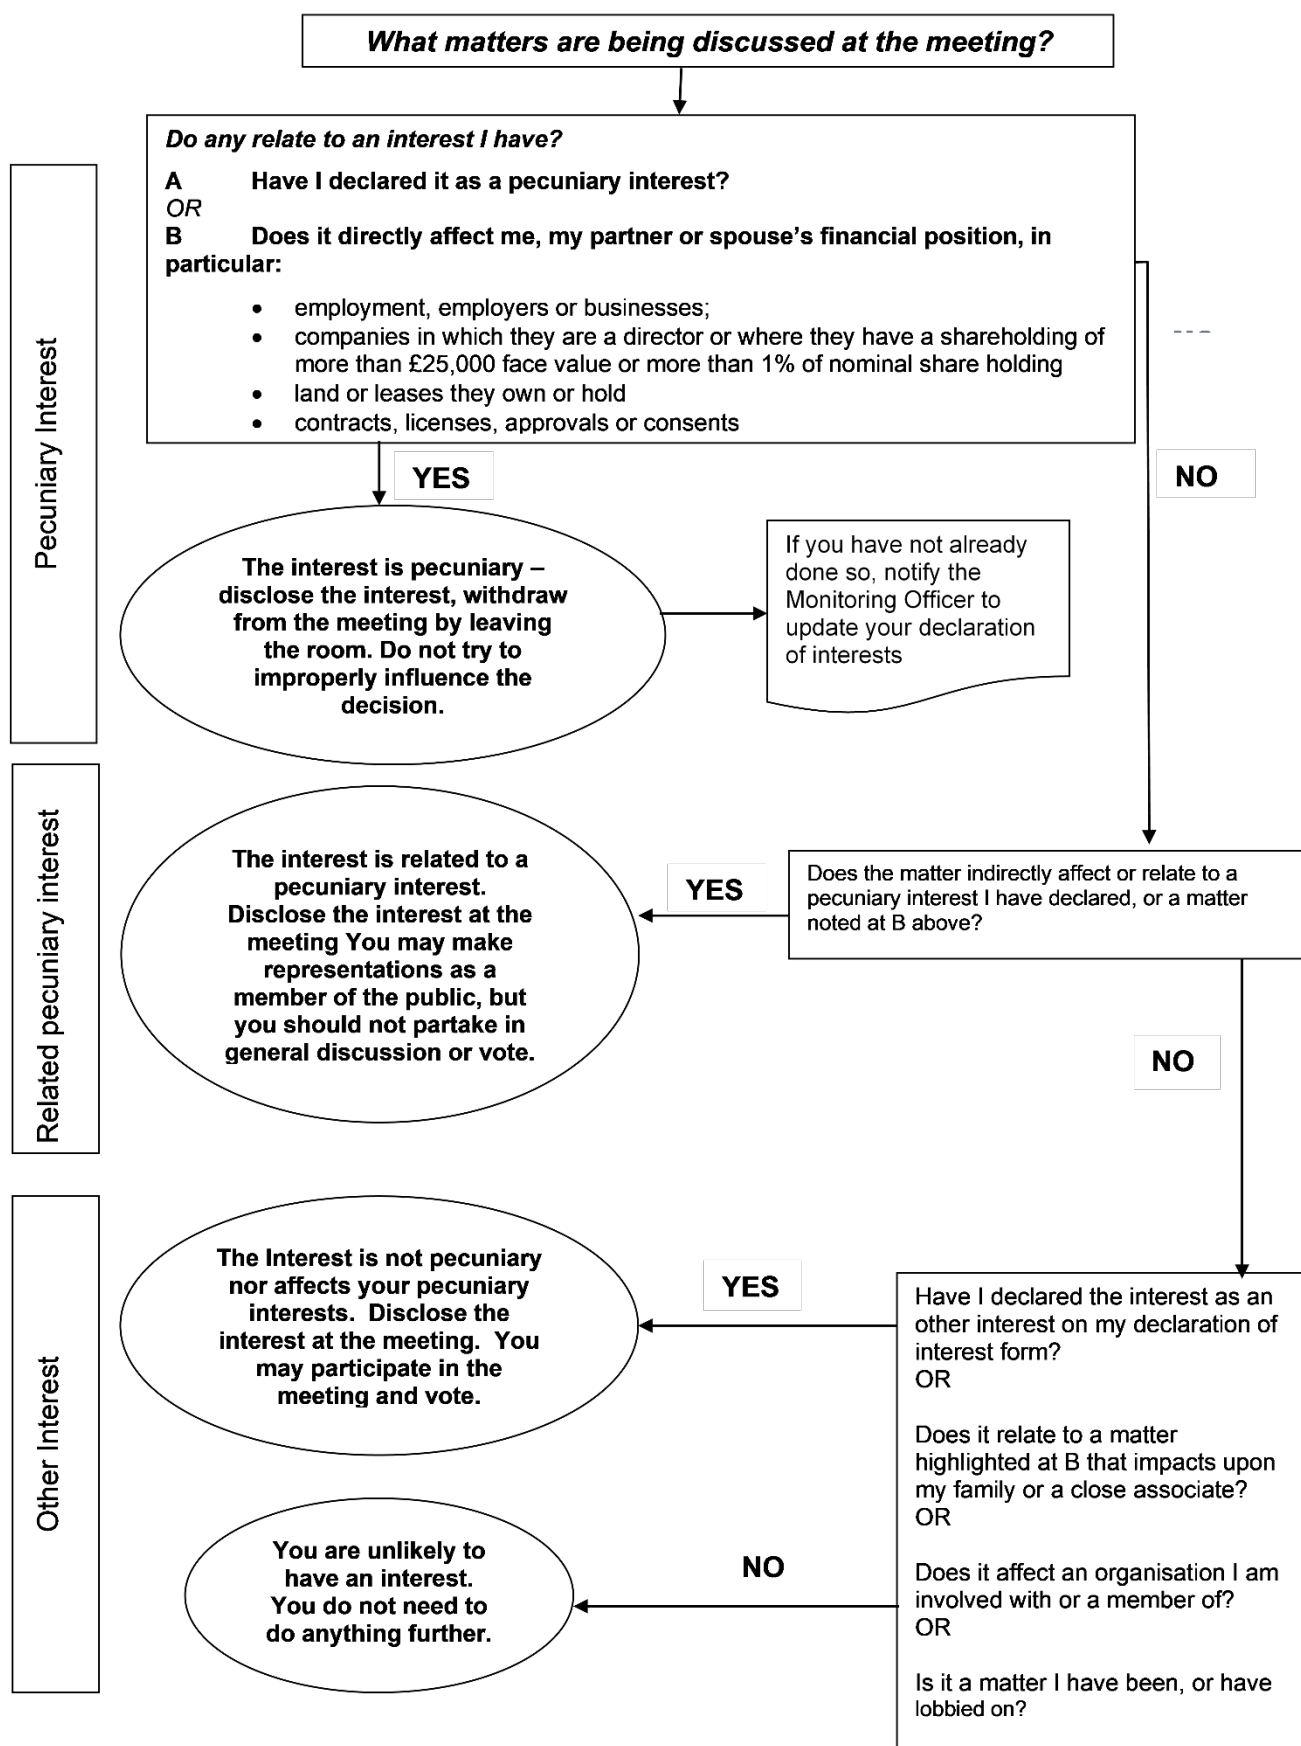 What matters are being discussed at the meeting?
Do any relate to an interest I have?
A Have I declared it as a pecuniary interest?
OR
B Does it directly affect me, my partner or spouse’s financial position, in
particular:
• employment, employers or businesses;
• companies in which they are a director or where they have a shareholding of
more than £25,000 face value or more than 1% of nominal share holding
• land or leases they own or hold
• contracts, licenses, approvals or consents
Pecuniary Interest
YES
NO
The interest is pecuniary –
disclose the interest, withdraw
from the meeting by leaving
the room. Do not try to
improperly influence the
decision.
If you have not already
done so, notify the
Monitoring Officer to
update your declaration
of interests
Related pecuniary interest
The interest is related to a
pecuniary interest.
Disclose the interest at the
meeting You may make
representations as a
member of the public, but
you should not partake in
general discussion or vote.
YES
Does the matter indirectly affect or relate to a
pecuniary interest I have declared, or a matter
noted at B above?
NO
Other Interest
The Interest is not pecuniary
nor affects your pecuniary
interests. Disclose the
interest at the meeting. You
may participate in the
meeting and vote.
YES
Have I declared the interest as an
other interest on my declaration of
interest form?
OR
Does it relate to a matter
highlighted at B that impacts upon
my family or a close associate?
OR
Does it affect an organisation I am
involved with or a member of?
OR
Is it a matter I have been, or have
lobbied on?
NO
You are unlikely to
have an interest.
You do not need to
do anything further.